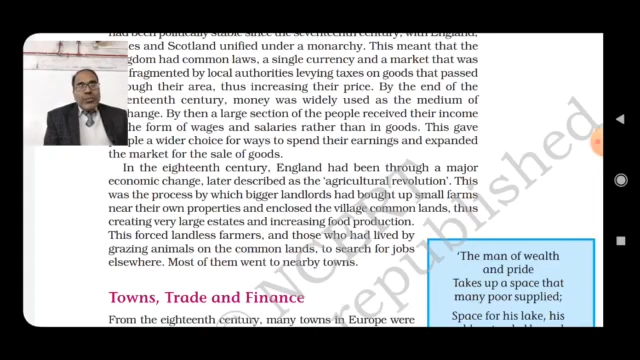 had been politically stable since the seventeenth century, with England,
and Scotland unified under a monarchy. This meant that the
had common laws, a single currency and a market that was
fragmented by local authorities levying taxes on goods that passed
their area, thus increasing their price. By the end of the
century, money was widely used as the medium of
By then a large section of the people received their income
the form of wages and salaries rather than in goods. This gave
people a wider choice for ways to spend their earnings and expanded
the market for the sale of goods.
In the eighteenth century, England had been through a major
economic change, later described as the ‘agricultural revolution’. This
was the process by which bigger landlords had bought up small farms
near their own properties and enclosed the village common lands, thus
creating very large estates and increasing food production.
This forced landless farmers, and those who had lived by
grazing animals on the common lands, to search for jobs
elsewhere. Most of them went to nearby towns.
Towns, Trade and Finance
From the eighteenth century, many towns in Europe were
‘The man of wealth
and pride
Takes up a space that
many poor supplied;
Space for his lake, his
© NCERT
republished